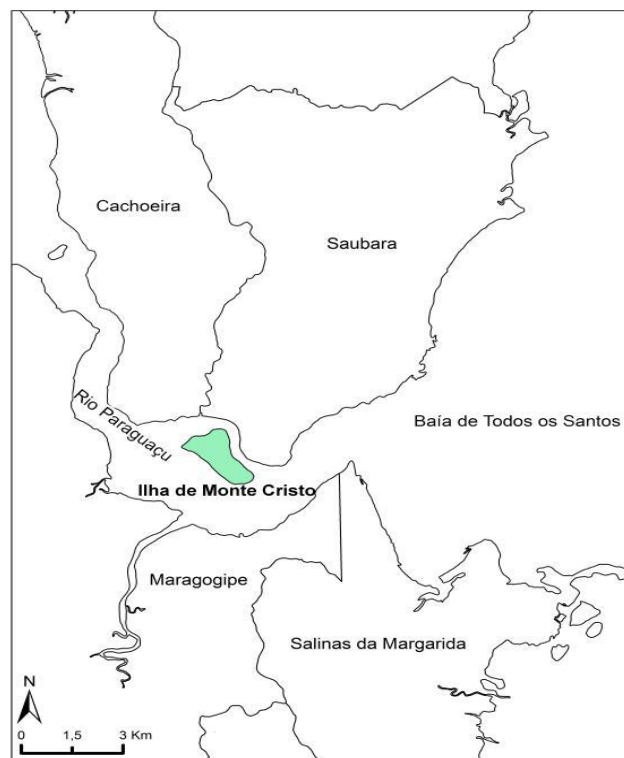 Cachoeira
Saubara
Rio Paraguaçu
Baía de Todos os Santos
Ilha de Monte Cristo
Maragogipe
Salinas da Margarida
N
0 1,5 3 Km